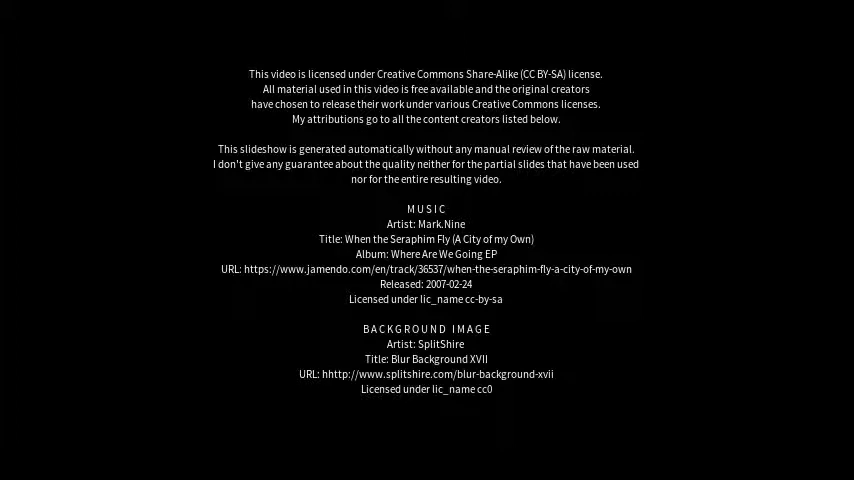 This video is licensed under Creative Commons Share-Alike (CC BY-SA) license.
All material used in this video is free available and the original creators
have chosen to release their work under various Creative Commons licenses.
My attributions go to all the content creators listed below.
This slideshow is generated automatically without any manual review of the raw material.
I don't give any guarantee about the quality neither for the partial slides that have been used
nor for the entire resulting video.
MUSIC
Artist: Mark.Nine
Title: When the Seraphim Fly (A City of my Own)
Album: Where Are We Going EP
URL: https://www.jamendo.com/en/track/36537/when-the-seraphim-fly-a-city-of-my-own
Released: 2007-02-24
Licensed under lic_name cc-by-sa
BACKGROUND IMAGE
Artist: SplitShire
Title: Blur Background XVII
URL: hhttp://www.splitshire.com/blur-background-xvii
Licensed under lic_name cc0